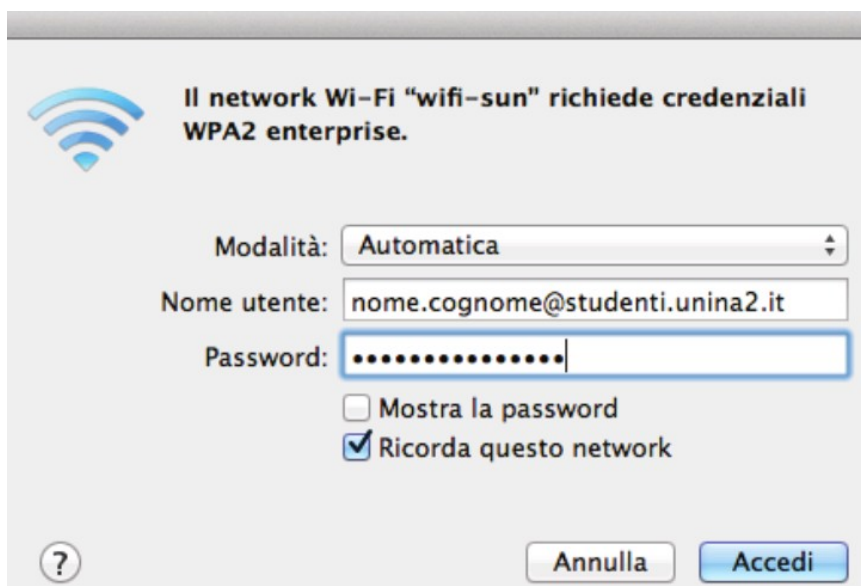 Il network Wi-Fi “wifi-sun” richiede credenziali
WPA2 enterprise.
Modalità: Automatica
Nome utente: nome.cognome@studenti.unina2.it
Password: •••••••••••••••
Mostra la password
Ricorda questo network
? Annulla Accedi